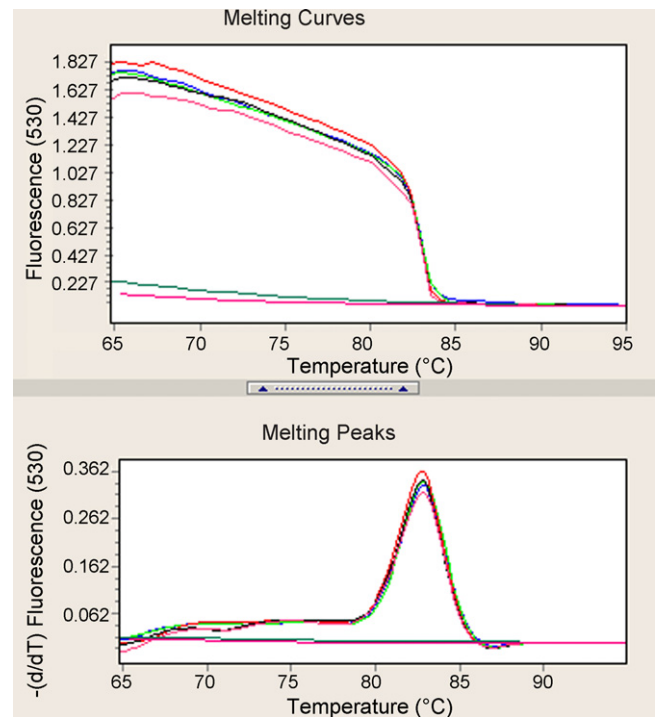 Melting Curves
Fluorescence (530)
1.827
1.627
1.427
1.227
1.027
0.827
0.627
0.427
0.227
65 70 75 80 85 90 95
Temperature (°C)
Melting Peaks
-(d/dT) Fluorescence (530)
0.362
0.262
0.162
0.062
65 70 75 80 85 90
Temperature (°C)